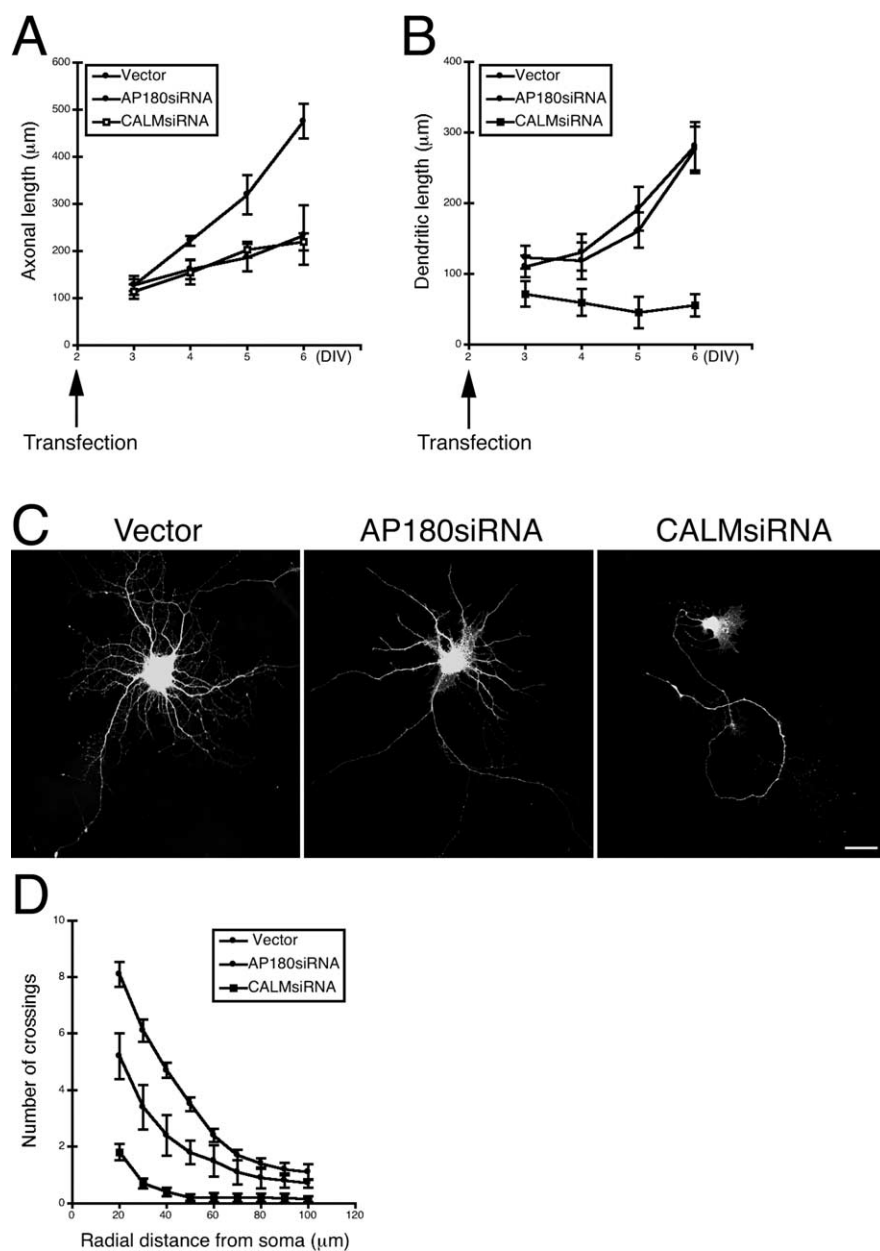 A
Axonal length (μm)
600
500
400
300
200
100
0
Vector
AP180siRNA
CALMsiRNA
2 3 4 5 6 (DIV)
Transfection
B
Dendritic length (μm)
400
300
200
100
0
Vector
AP180siRNA
CALMsiRNA
2 3 4 5 6 (DIV)
Transfection
C
Vector AP180siRNA CALMsiRNA
D
Number of crossings
10
8
6
4
2
0
Vector
AP180siRNA
CALMsiRNA
0 20 40 60 80 100 120
Radial distance from soma (μm)